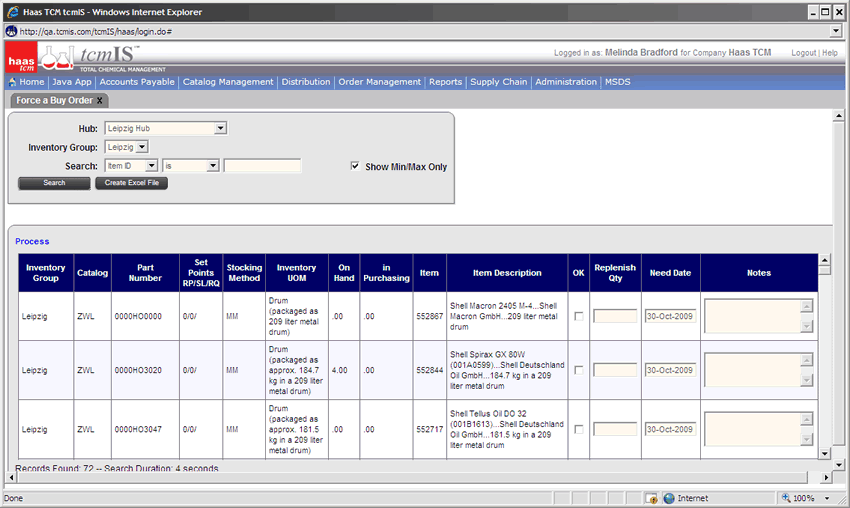 Haas TCM tcmIS - Windows Internet Explorer
http://qa.tcmis.com/tcmIS/haas/login.do#
haas tcm
tcmIS™
TOTAL CHEMICAL MANAGEMENT
Logged in as: Melinda Bradford for Company Haas TCM
Logout | Help
Home | Java App | Accounts Payable | Catalog Management | Distribution | Order Management | Reports | Supply Chain | Administration | MSDS
Force a Buy Order X
Hub: Leipzig Hub
Inventory Group: Leipzig
Search: Item ID is
Show Min/Max Only
Search Create Excel File
Process
Inventory Group Catalog Part Number Set Points RP/SL/RQ Stocking Method Inventory UOM On Hand in Purchasing Item Item Description OK Replenish Qty Need Date Notes
Leipzig ZWL 0000HO0000 0/0/ MM Drum (packaged as 209 liter metal drum) .00 .00 552867 Shell Macron 2405 M-4...Shell Macron GmbH...209 liter metal drum 30-Oct-2009
Leipzig ZWL 0000HO3020 0/0/ MM Drum (packaged as approx. 184.7 kg in a 209 liter metal drum) 4.00 .00 552844 Shell Spirax GX 80W (001A0599)...Shell Deutschland Oil GmbH...184.7 kg in a 209 liter metal drum 30-Oct-2009
Leipzig ZWL 0000HO3047 0/0/ MM Drum (packaged as approx. 181.5 kg in a 209 liter metal drum) .00 .00 552717 Shell Tellus Oil DO 32 (001B1613)...Shell Deutschland Oil GmbH...181.5 kg in a 209 liter metal drum 30-Oct-2009
Records Found: 72 -- Search Duration: 4 seconds
Done
Internet
100%